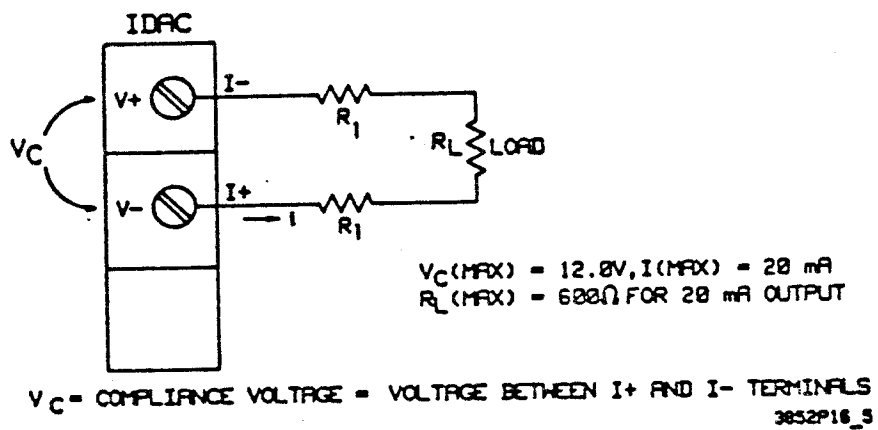 IDAC
V+
I-
R1
VC
RL
LOAD
V-
I+
I
R1
VC(MAX) = 12.0V, I(MAX) = 20 mA
RL(MAX) = 600Ω FOR 20 mA OUTPUT
VC = COMPLIANCE VOLTAGE = VOLTAGE BETWEEN I+ AND I- TERMINALS
3852P16_5